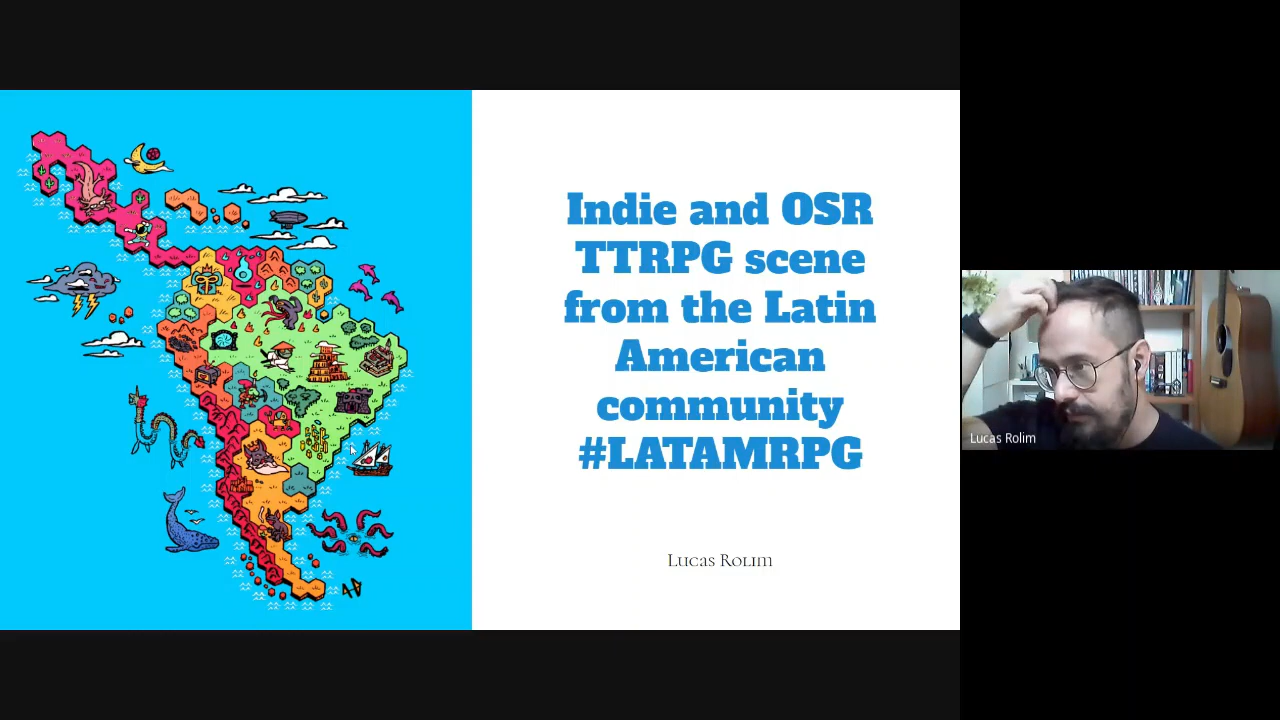 Indie and OSR
TTRPG scene
from the Latin
American
community
#LATAMRPG
Lucas Rolim
Lucas Rolim